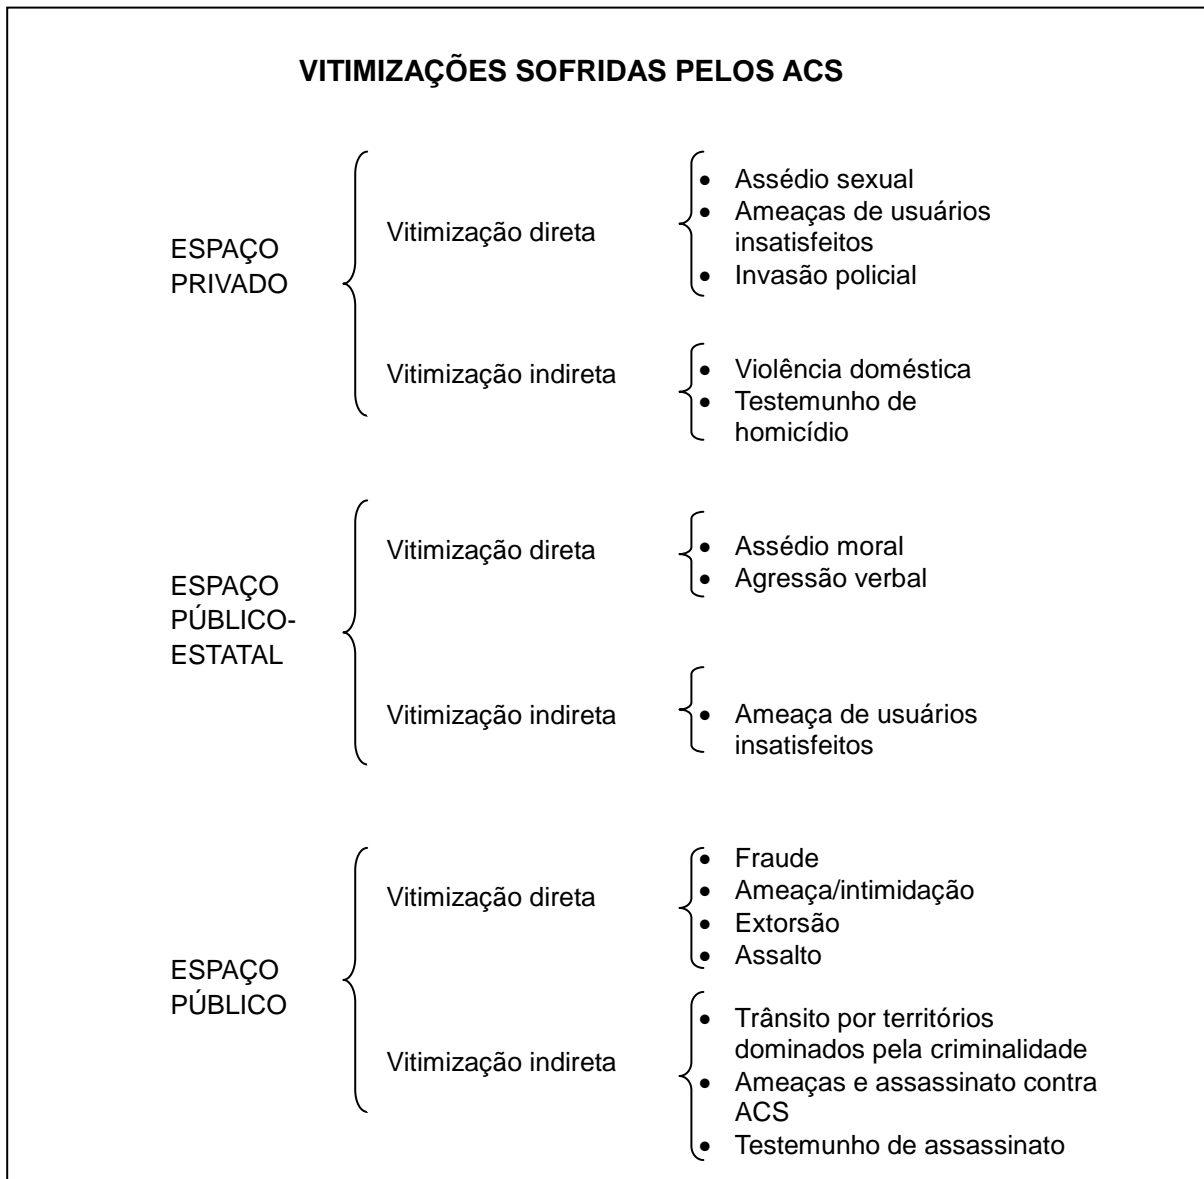 VITIMIZAÇÕES SOFRIDAS PELOS ACS
ESPAÇO
PRIVADO
Vitimização direta
• Assédio sexual
• Ameaças de usuários
insatisfeitos
• Invasão policial
Vitimização indireta
• Violência doméstica
• Testemunho de
homicídio
ESPAÇO
PÚBLICO-
ESTATAL
Vitimização direta
• Assédio moral
• Agressão verbal
Vitimização indireta
• Ameaça de usuários
insatisfeitos
ESPAÇO
PÚBLICO
Vitimização direta
• Fraude
• Ameaça/intimidação
• Extorsão
• Assalto
Vitimização indireta
• Trânsito por territórios
dominados pela criminalidade
• Ameaças e assassinato contra
ACS
• Testemunho de assassinato